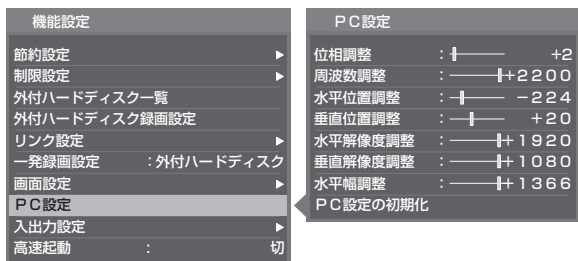 機能設定
節約設定 ▶
制限設定 ▶
外付ハードディスク一覧
外付ハードディスク録画設定
リンク設定 ▶
一発録画設定 :外付ハードディスク
画面設定 ▶
PC設定
入出力設定 ▶
高速起動 : 切
PC設定
位相調整 : +2
周波数調整 : +2200
水平位置調整 : −224
垂直位置調整 : +20
水平解像度調整 : +1920
垂直解像度調整 : +1080
水平幅調整 : +1366
PC設定の初期化